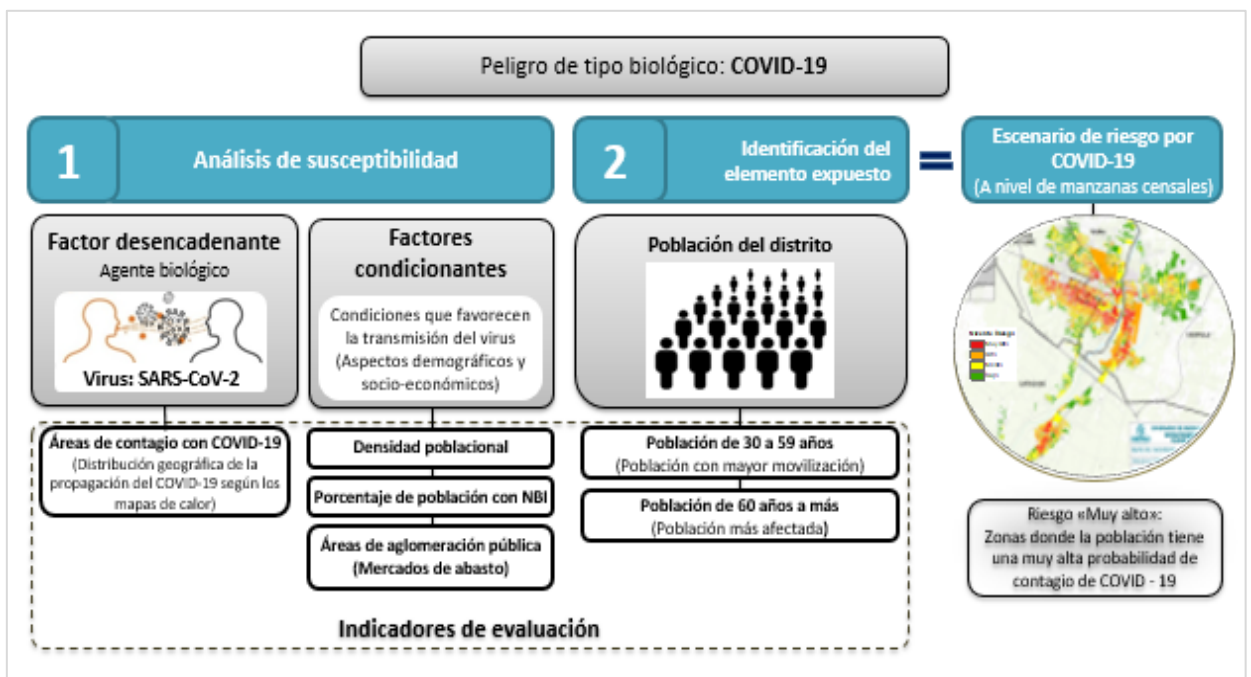 Peligro de tipo biológico: COVID-19
1
Análisis de susceptibilidad
2
Identificación del
elemento expuesto
=
Escenario de riesgo por
COVID-19
(A nivel de manzanas censales)
Factor desencadenante
Agente biológico
Virus: SARS-CoV-2
Factores
condicionantes
Condiciones que favorecen
la transmisión del virus
(Aspectos demográficos y
socio-económicos)
Población del distrito
Áreas de contagio con COVID-19
(Distribución geográfica de la
propagación del COVID-19 según los
mapas de calor)
Densidad poblacional
Porcentaje de población con NBI
Áreas de aglomeración pública
(Mercados de abasto)
Población de 30 a 59 años
(Población con mayor movilización)
Población de 60 años a más
(Población más afectada)
Indicadores de evaluación
Riesgo «Muy alto»:
Zonas donde la población tiene
una muy alta probabilidad de
contagio de COVID - 19